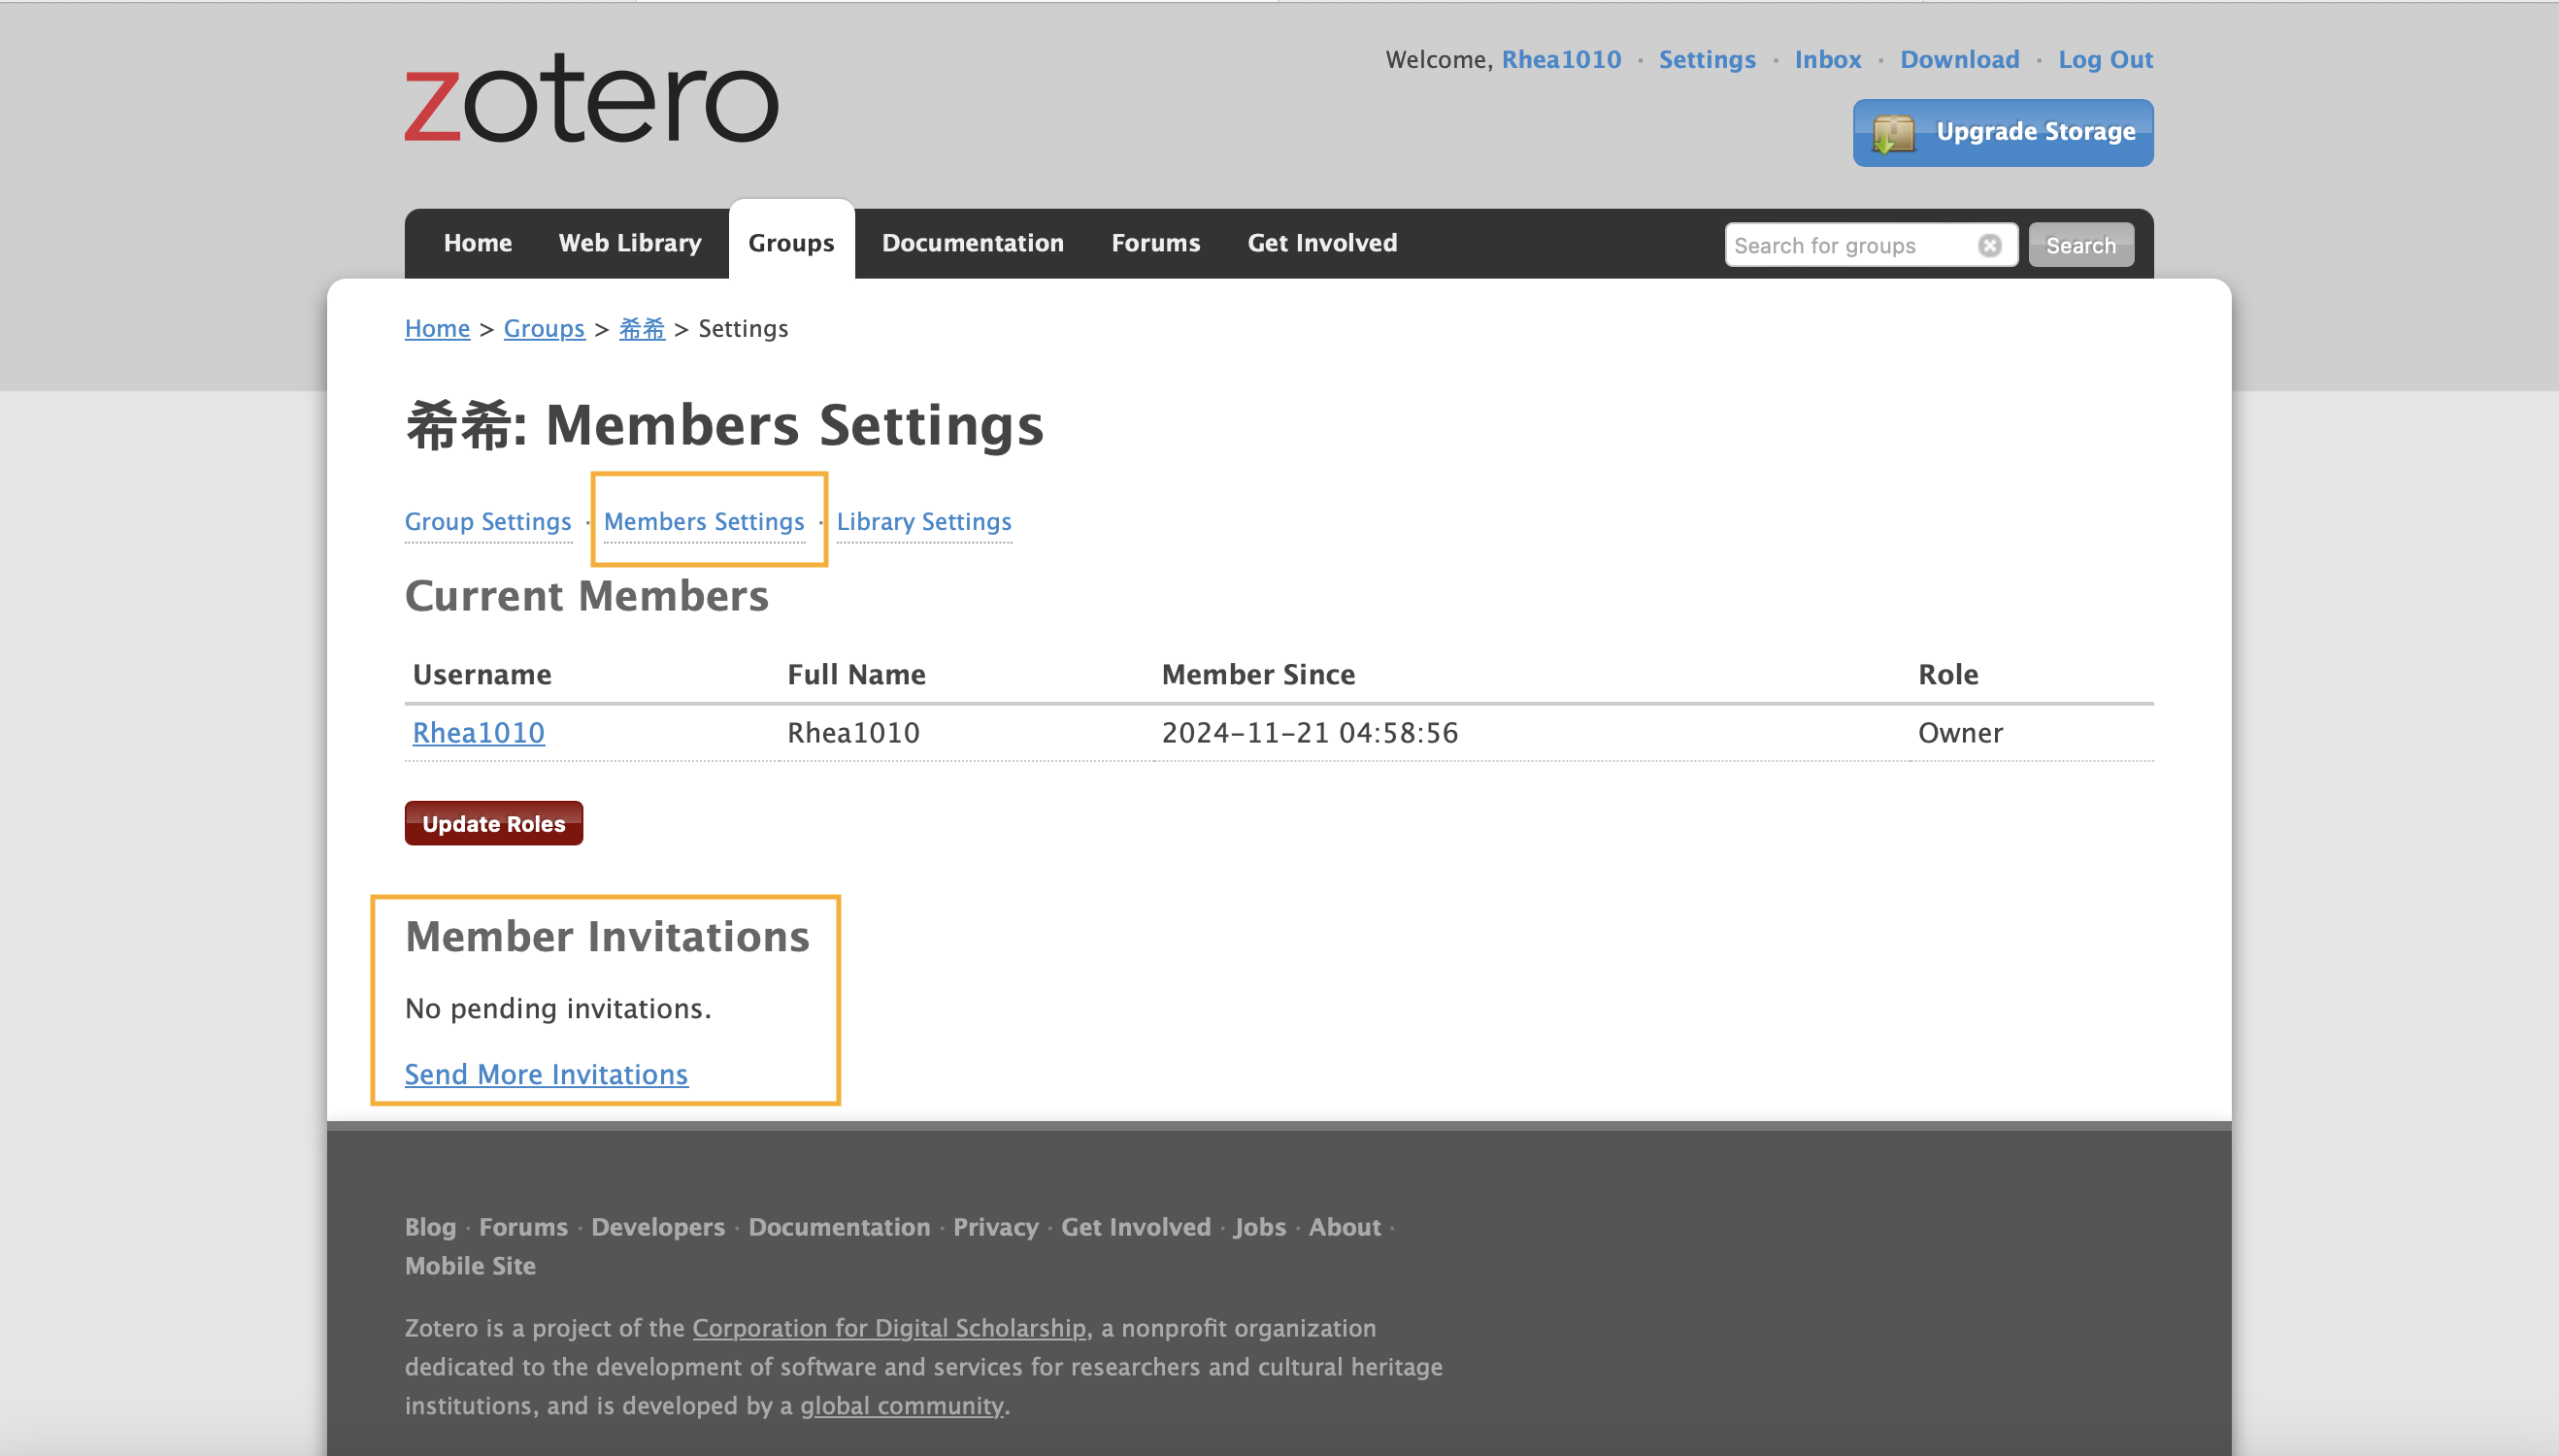 zotero
Welcome, Rhea1010 · Settings · Inbox · Download · Log Out
Upgrade Storage
Home Web Library Groups Documentation Forums Get Involved Search for groups Search
Home > Groups > 希希 > Settings
希希: Members Settings
Group Settings · Members Settings · Library Settings
Current Members
Username Full Name Member Since Role
Rhea1010 Rhea1010 2024-11-21 04:58:56 Owner
Update Roles
Member Invitations
No pending invitations.
Send More Invitations
Blog · Forums · Developers · Documentation · Privacy · Get Involved · Jobs · About ·
Mobile Site
Zotero is a project of the Corporation for Digital Scholarship, a nonprofit organization
dedicated to the development of software and services for researchers and cultural heritage
institutions, and is developed by a global community.